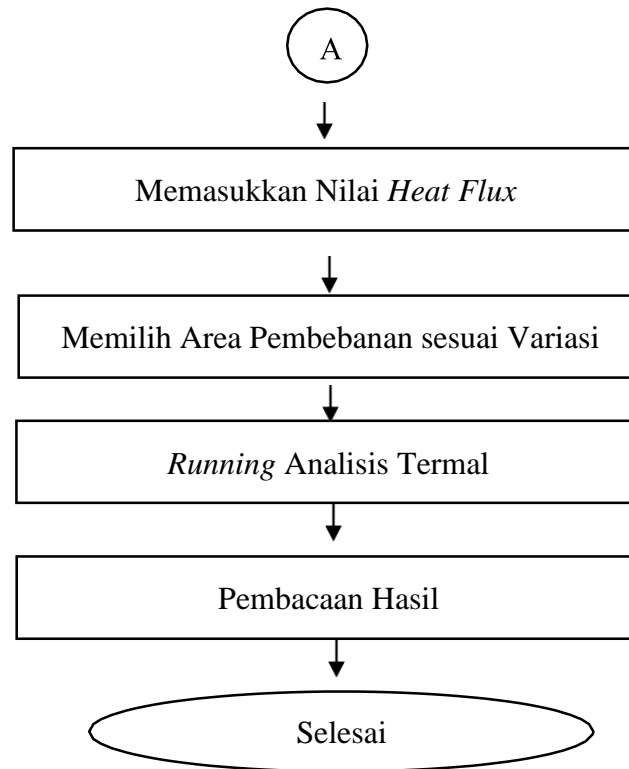 A
Memasukkan Nilai Heat Flux
Memilih Area Pembebanan sesuai Variasi
Running Analisis Termal
Pembacaan Hasil
Selesai